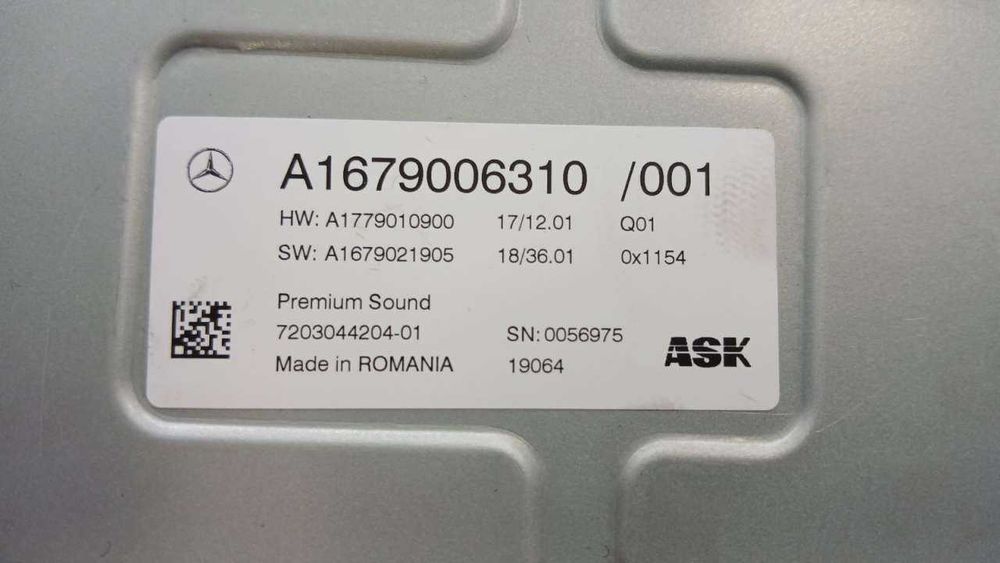 A1679006310 /001
HW: A1779010900 17/12.01 Q01
SW: A1679021905 18/36.01 0x1154
Premium Sound
7203044204-01 SN:0056975
Made in ROMANIA 19064
ASK